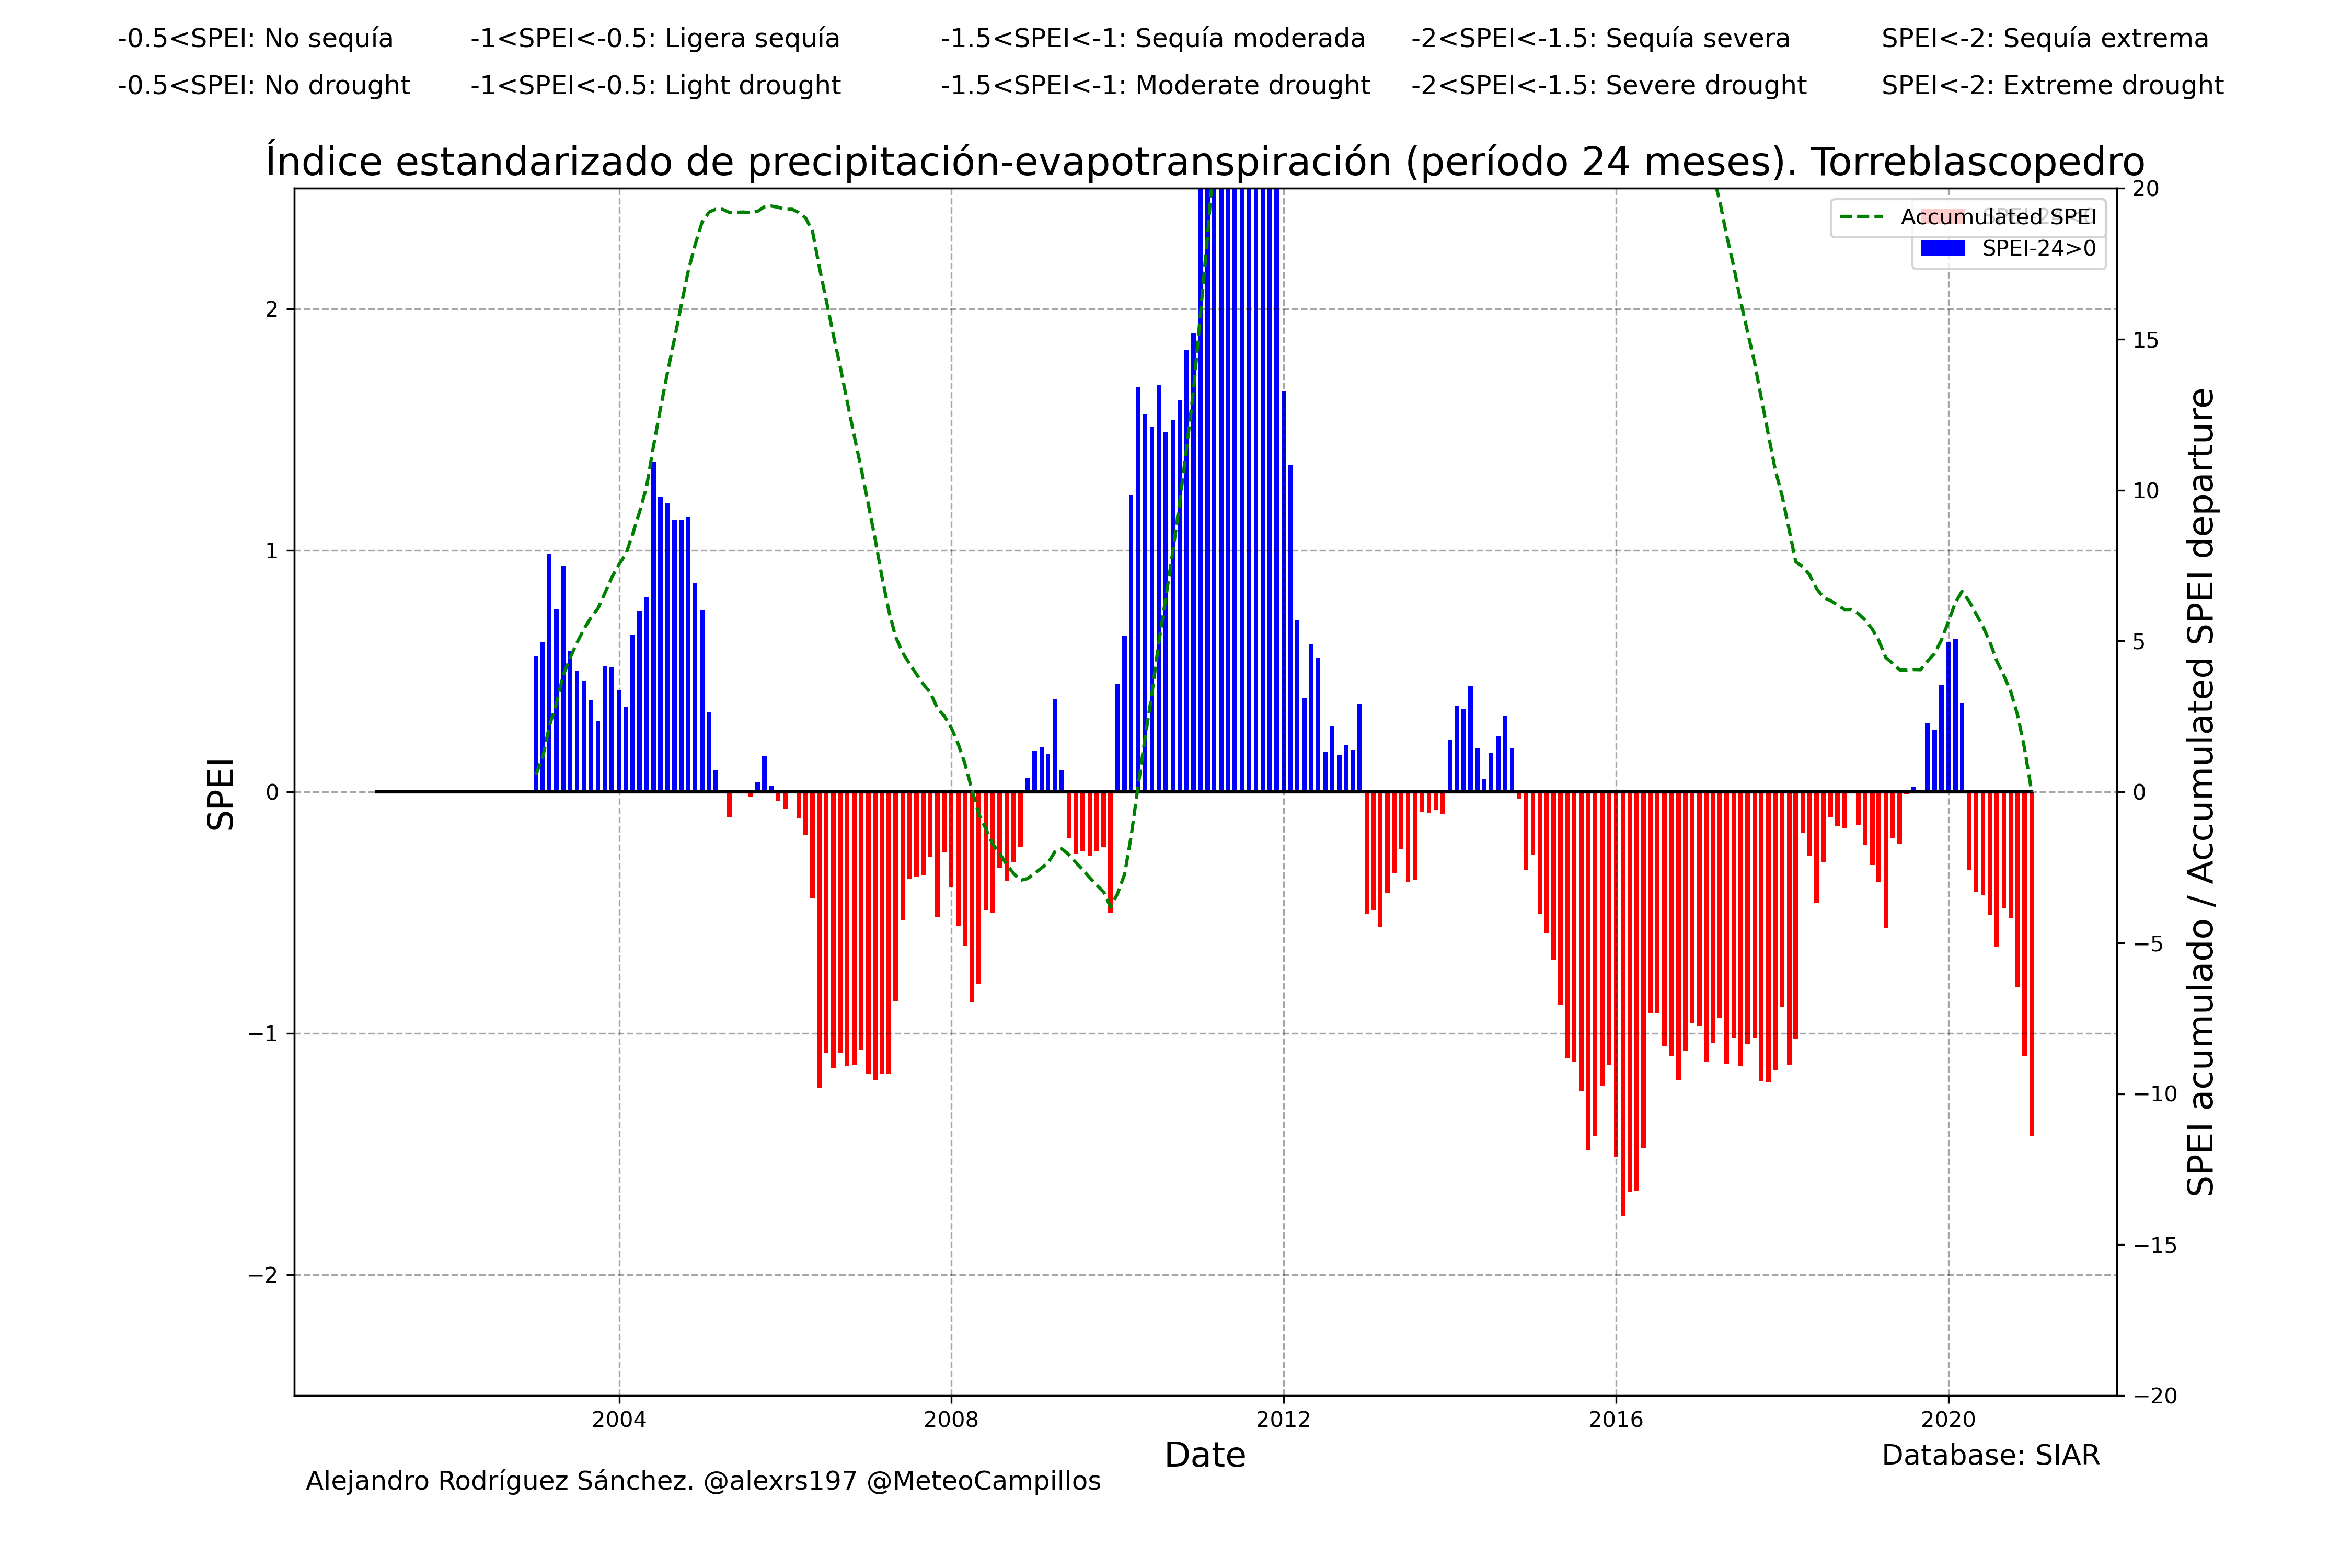 -0.5<SPEI: No sequía -1<SPEI<-0.5: Ligera sequía -1.5<SPEI<-1: Sequía moderada -2<SPEI<-1.5: Sequía severa SPEI<-2: Sequía extrema
-0.5<SPEI: No drought -1<SPEI<-0.5: Light drought -1.5<SPEI<-1: Moderate drought -2<SPEI<-1.5: Severe drought SPEI<-2: Extreme drought
Índice estandarizado de precipitación-evapotranspiración (período 24 meses). Torreblascopedro
Accumulated SPEI
SPEI-24>0
SPEI
2
1
0
−1
−2
20
15
10
5
0
−5
−10
−15
−20
SPEI acumulado / Accumulated SPEI departure
2004 2008 2012 2016 2020
Date
Database: SIAR
Alejandro Rodríguez Sánchez. @alexrs197 @MeteoCampillos